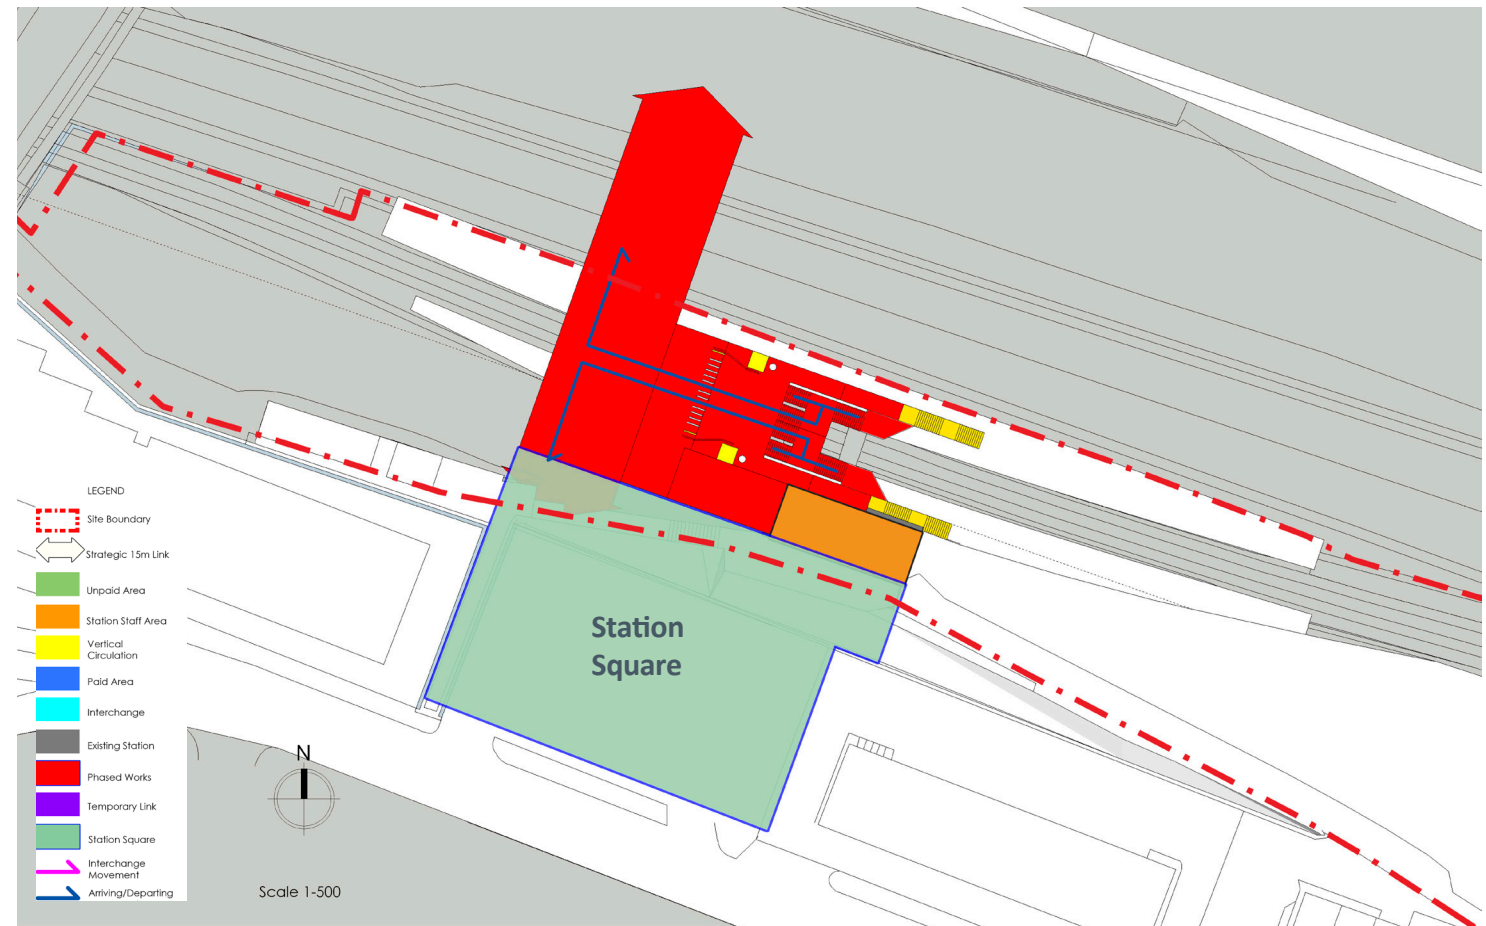 Station
Square
LEGEND
Site Boundary
Strategic 15m Link
Unpaid Area
Station Staff Area
Vertical
Circulation
Paid Area
Interchange
Existing Station
Phased Works
Temporary Link
Station Square
Interchange
Movement
Arriving/Departing
N
Scale 1-500